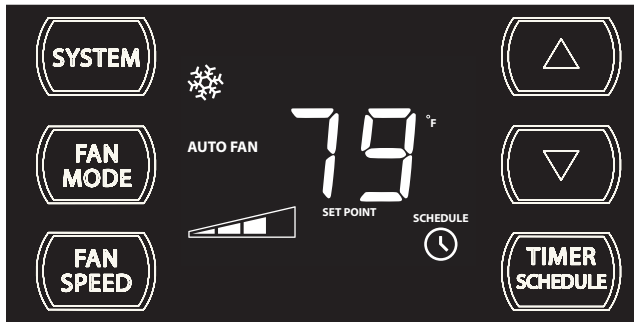 SYSTEM
FAN
MODE
FAN
SPEED
AUTO FAN
79
°F
SET POINT
SCHEDULE
TIMER
SCHEDULE